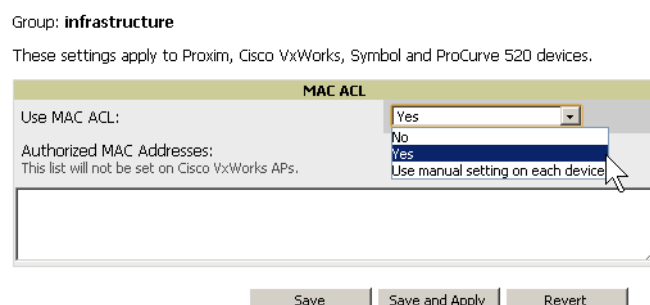 Group: infrastructure
These settings apply to Proxim, Cisco VxWorks, Symbol and ProCurve 520 devices.
MAC ACL
Use MAC ACL:
Yes
No
Yes
Use manual setting on each device
Authorized MAC Addresses:
This list will not be set on Cisco VxWorks APs.
Save
Save and Apply
Revert